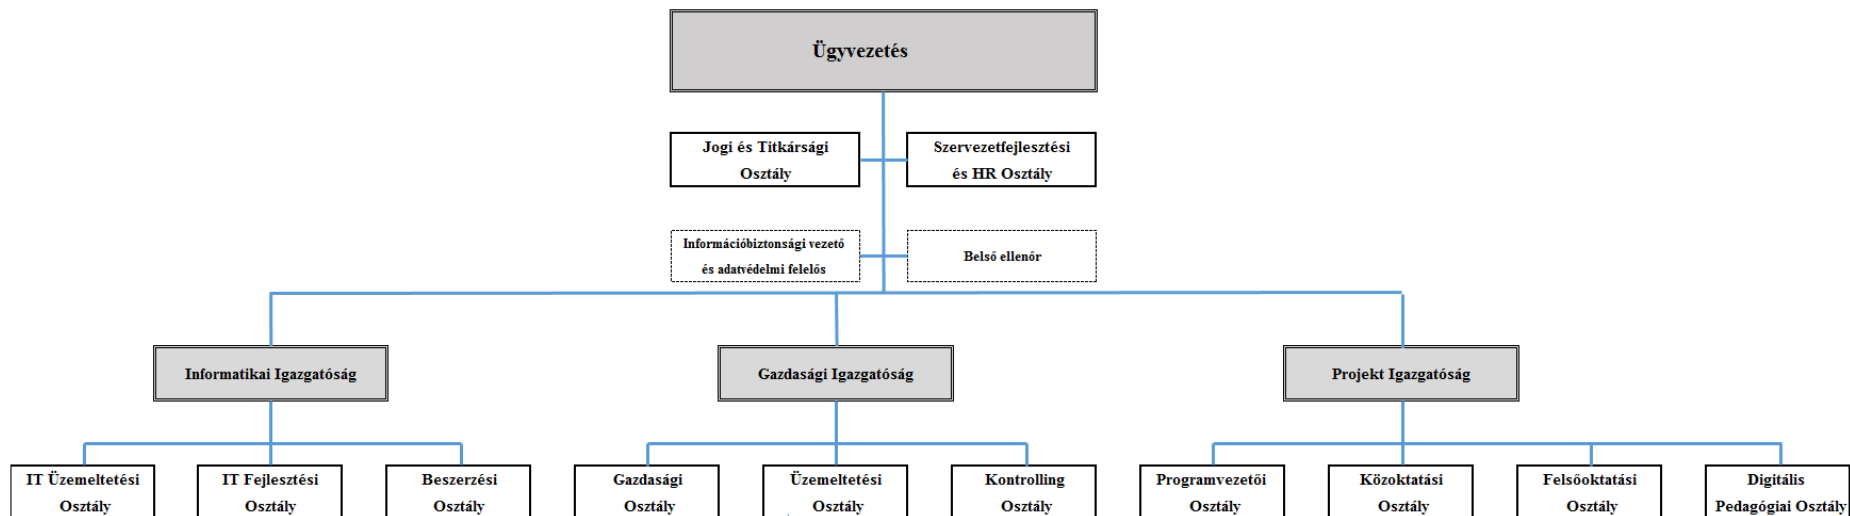 Ügyvezetés
Jogi és Titkársági
Osztály
Szervezetfejlesztési
és HR Osztály
Információbiztonsági vezető
és adatvédelmi felelős
Belső ellenőr
Informatikai Igazgatóság
Gazdasági Igazgatóság
Projekt Igazgatóság
IT Üzemeltetési
Osztály
IT Fejlesztési
Osztály
Beszerzési
Osztály
Gazdasági
Osztály
Üzemeltetési
Osztály
Kontrolling
Osztály
Programvezetői
Osztály
Közoktatási
Osztály
Felsőoktatási
Osztály
Digitális
Pedagógiai Osztály